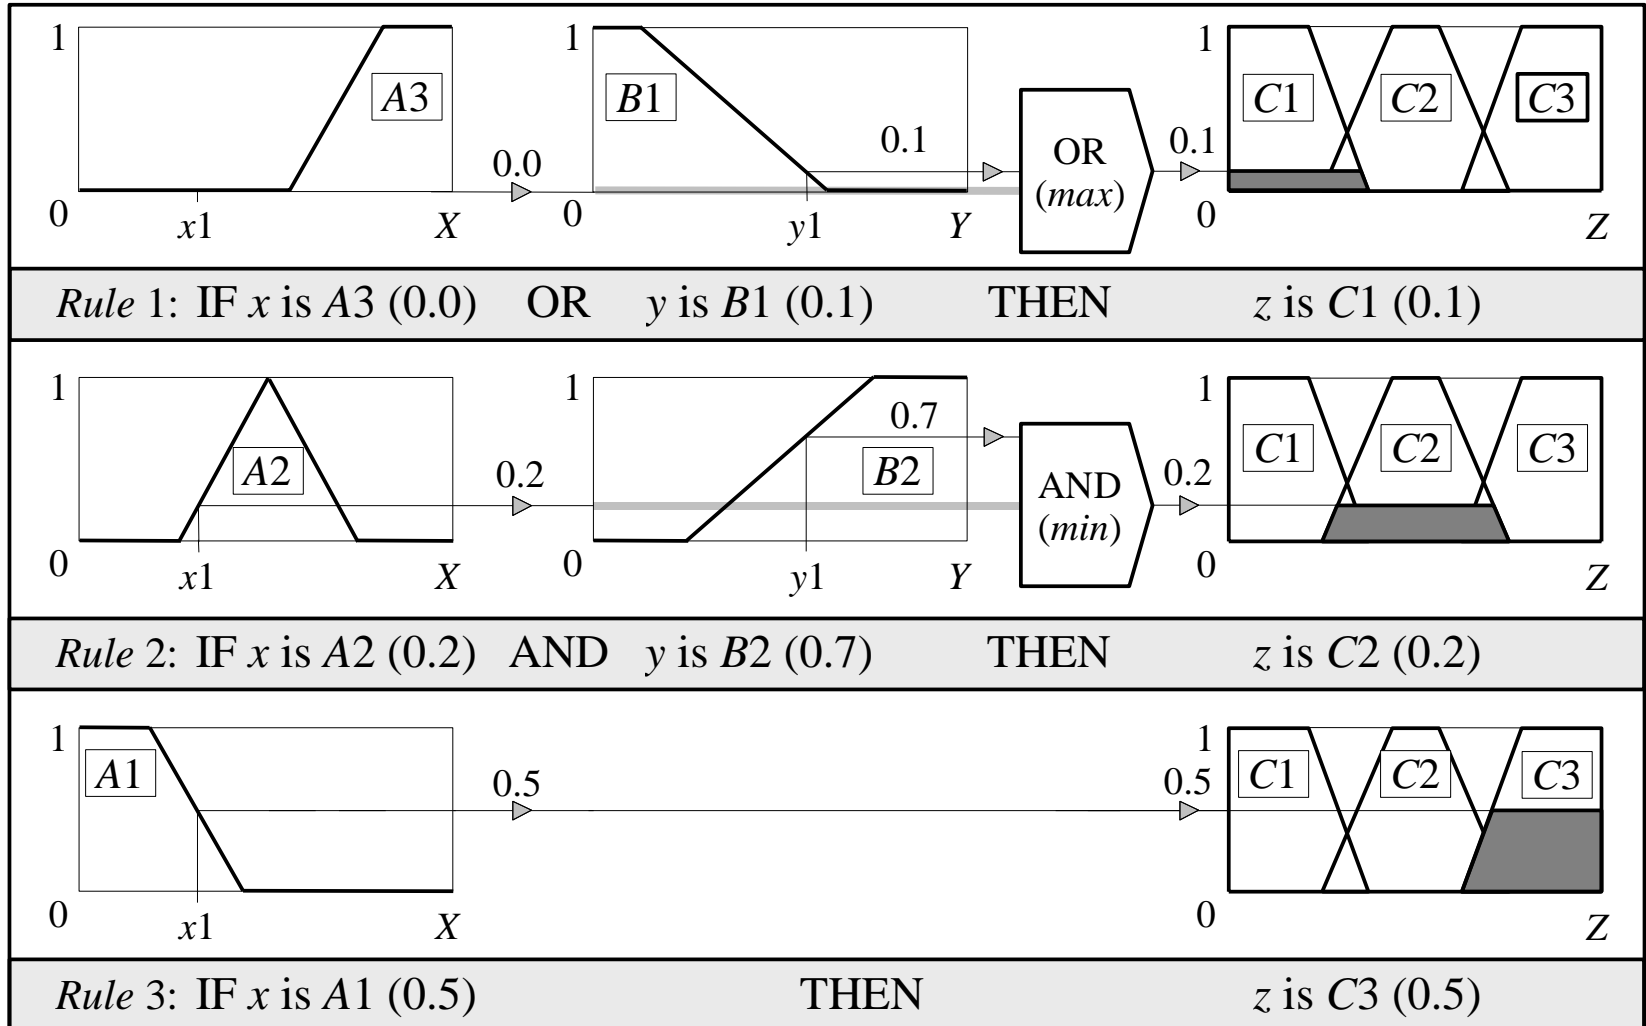 1 1 1
A3 B1 C1 C2 C3
0.0 0.1 OR 0.1
(max)
0 x1 X 0 y1 Y 0 Z
Rule 1: IF x is A3 (0.0) OR y is B1 (0.1) THEN z is C1 (0.1)
1 1 1
0.7
A2 B2 C1 C2 C3
0.2 AND 0.2
(min)
0 x1 X 0 y1 Y 0 Z
Rule 2: IF x is A2 (0.2) AND y is B2 (0.7) THEN z is C2 (0.2)
1 1
A1 0.5 0.5 C1 C2 C3
0 x1 X 0 Z
Rule 3: IF x is A1 (0.5) THEN z is C3 (0.5)